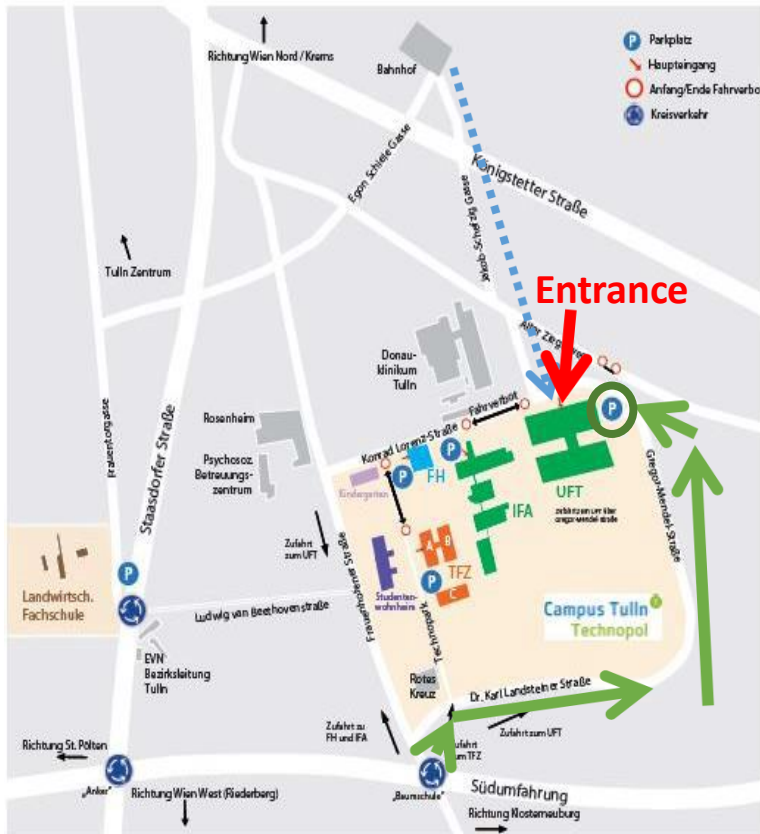 Richtung Wien Nord / Krems
Bahnhof
P Parkplatz
Haupteingang
Anfang/Ende Fahrverbot
Kreisverkehr
Egon Schiele Gasse
Königstetter Straße
Tulln Zentrum
Entrance
Donau-
klinikum
Tulln
Fahrverbot
P
Rosenheim
Konrad Lorenz-Straße
P
Frauentorgasse
Staasdorfer Straße
Psychosoz.
Betreuungs-
zentrum
Kindergarten
P
FH
IFA
UFT
Gregor-Mendel-Straße
Zufahrt
zum UFT
A
B
TFZ
P
C
Studenten-
wohnheim
P
Landwirtsch.
Fachschule
Ludwig van Beethovenstraße
Frauenhofener Straße
Technopark
Campus Tulln
Technopol
EVN
Bezirksleitung
Tulln
Rotes
Kreuz
Dr. Karl Landsteiner Straße
Zufahrt zu
FH und IFA
Zufahrt zum UFT
Richtung St. Pölten
"Anker"
Richtung Wien West (Riederberg)
"Baumschule"
Südumfahrung
Richtung Klosterneuburg